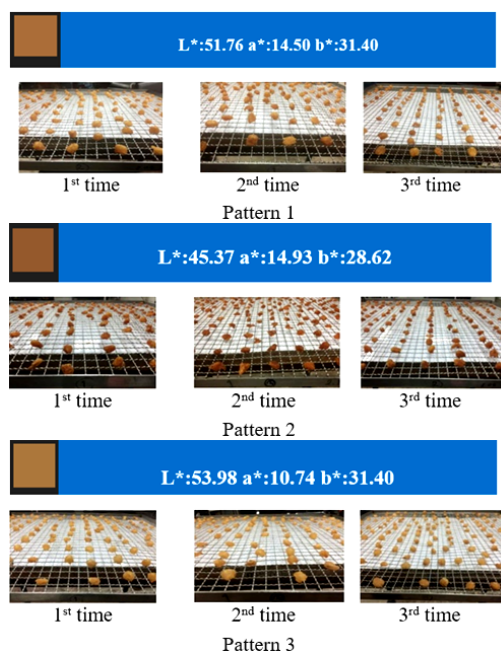 L*:51.76 a*:14.50 b*:31.40
1st time 2nd time 3rd time
Pattern 1
L*:45.37 a*:14.93 b*:28.62
1st time 2nd time 3rd time
Pattern 2
L*:53.98 a*:10.74 b*:31.40
1st time 2nd time 3rd time
Pattern 3